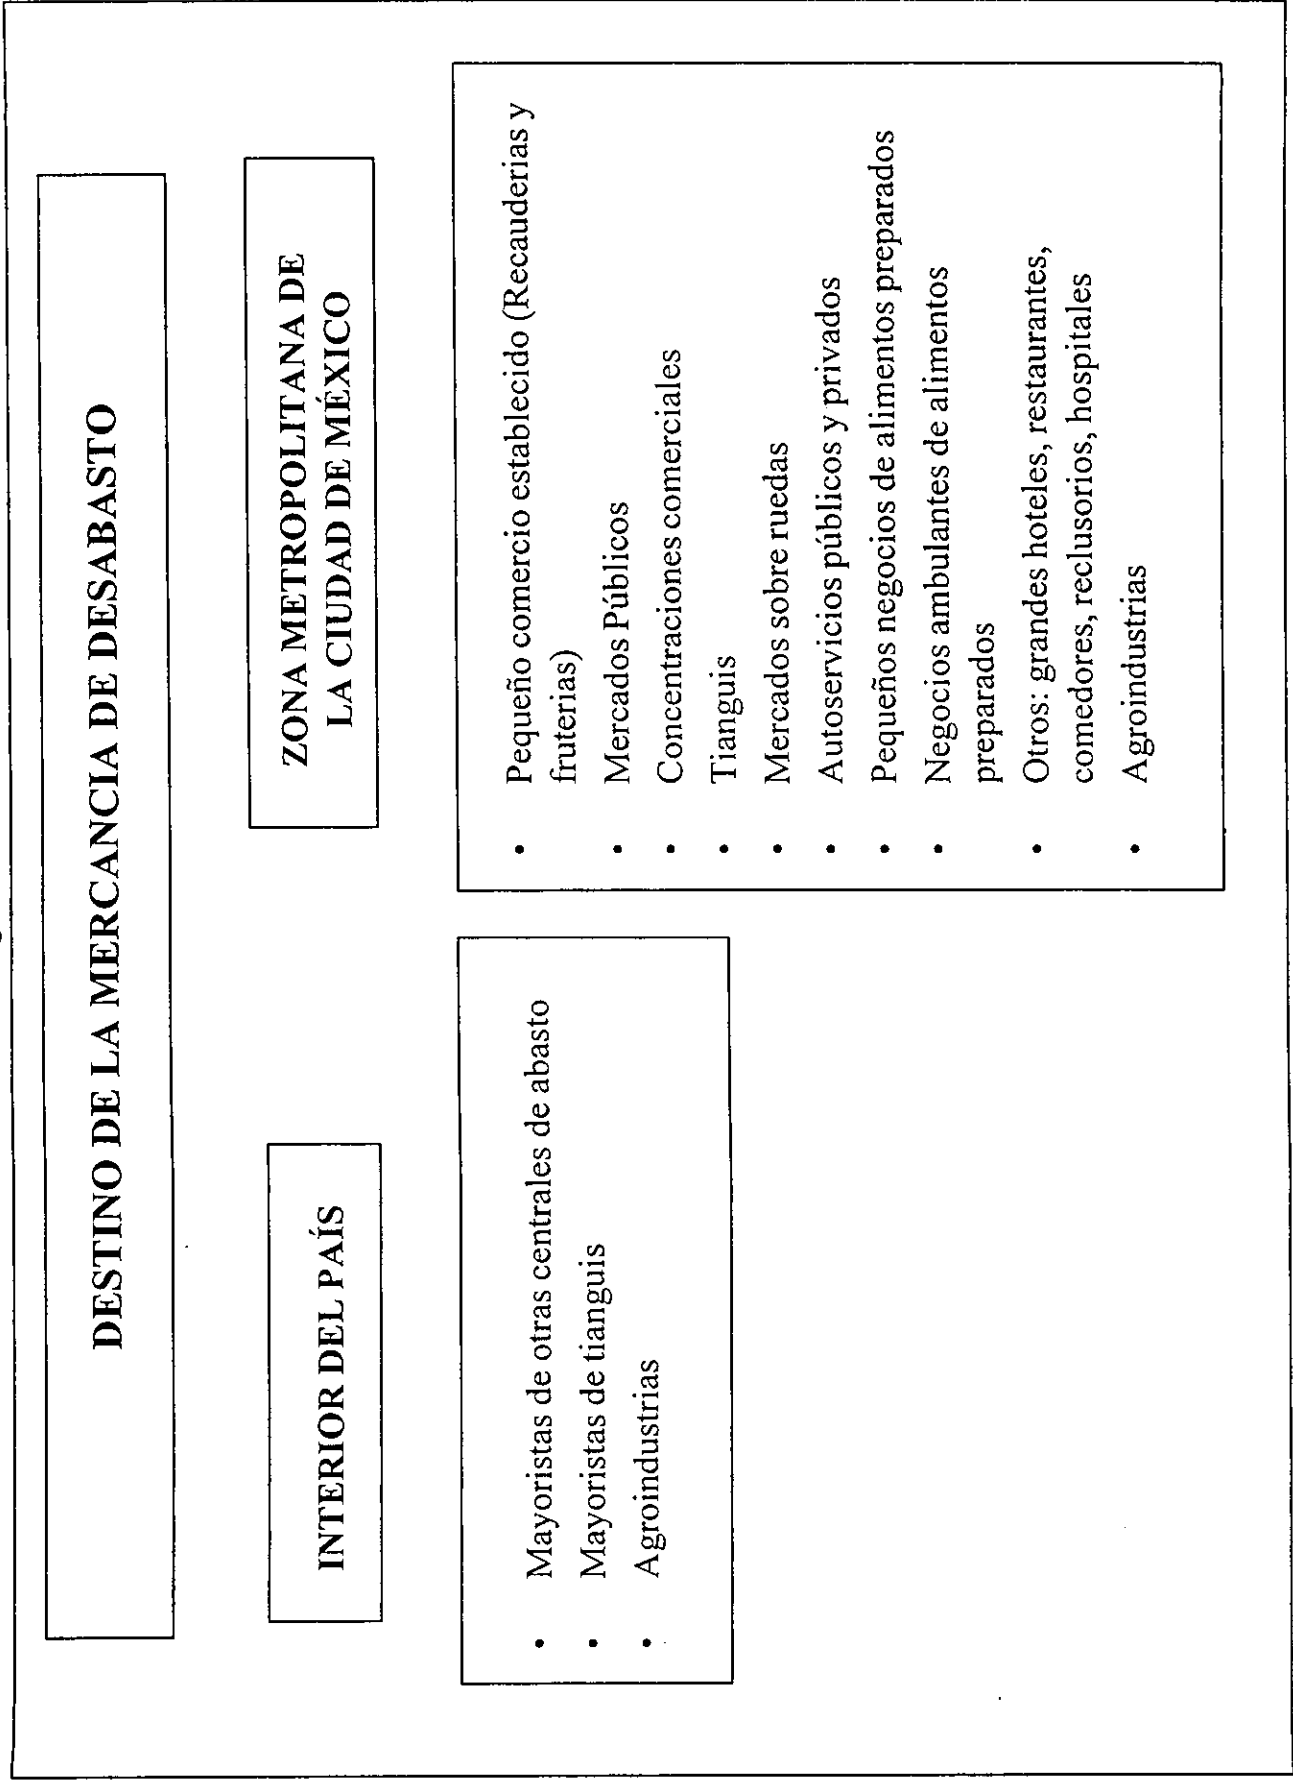 DESTINO DE LA MERCANCIA DE DESABASTO
INTERIOR DEL PAÍS
• Mayoristas de otras centrales de abasto
• Mayoristas de tianguis
• Agroindustrias
ZONA METROPOLITANA DE
LA CIUDAD DE MÉXICO
• Pequeño comercio establecido (Recauderias y
fruterias)
• Mercados Públicos
• Concentraciones comerciales
• Tianguis
• Mercados sobre ruedas
• Autoservicios públicos y privados
• Pequeños negocios de alimentos preparados
• Negocios ambulantes de alimentos
preparados
• Otros: grandes hoteles, restaurantes,
comedores, reclusorios, hospitales
• Agroindustrias